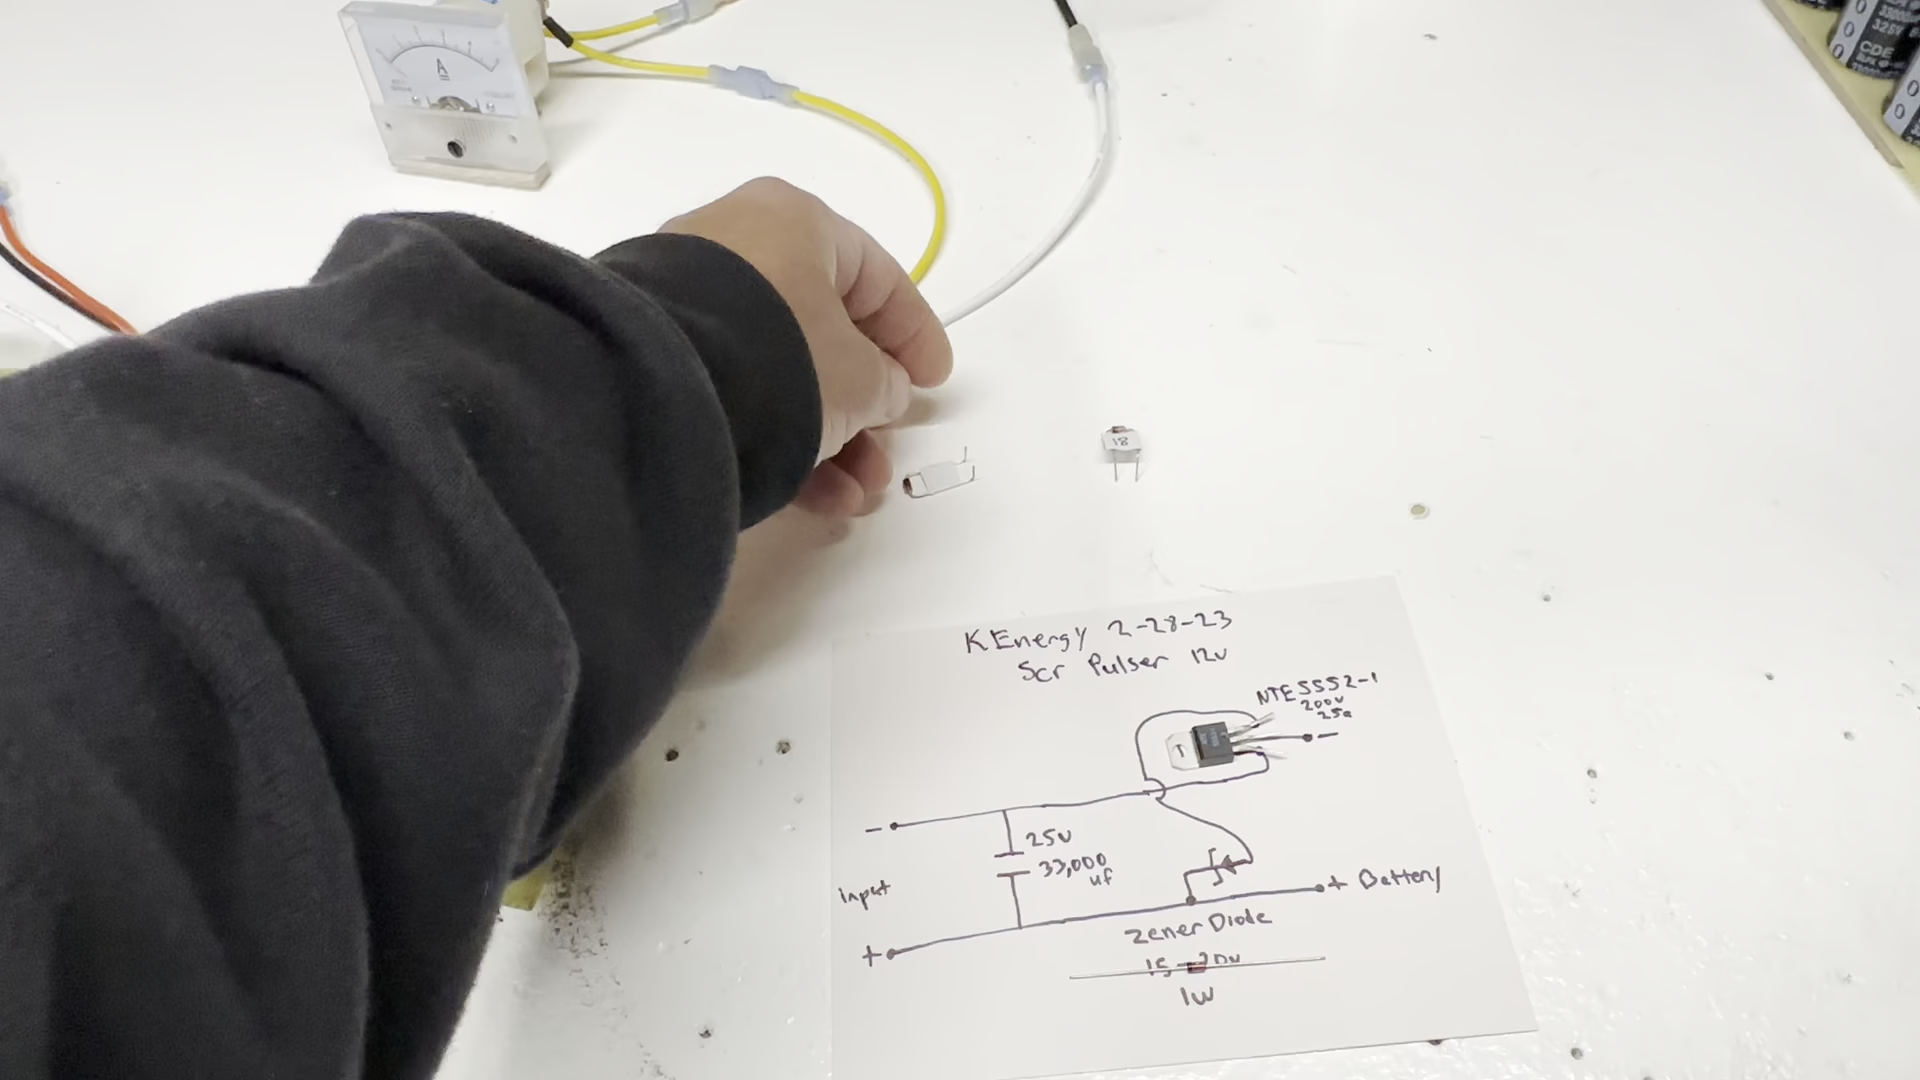 A
18
CDE
KEnergy 2-28-23
Scr Pulser 12v
NTE5552-1
200v
25a
-
-
25v
33,000
uf
input
+ Battery
+
Zener Diode
15-20v
1W